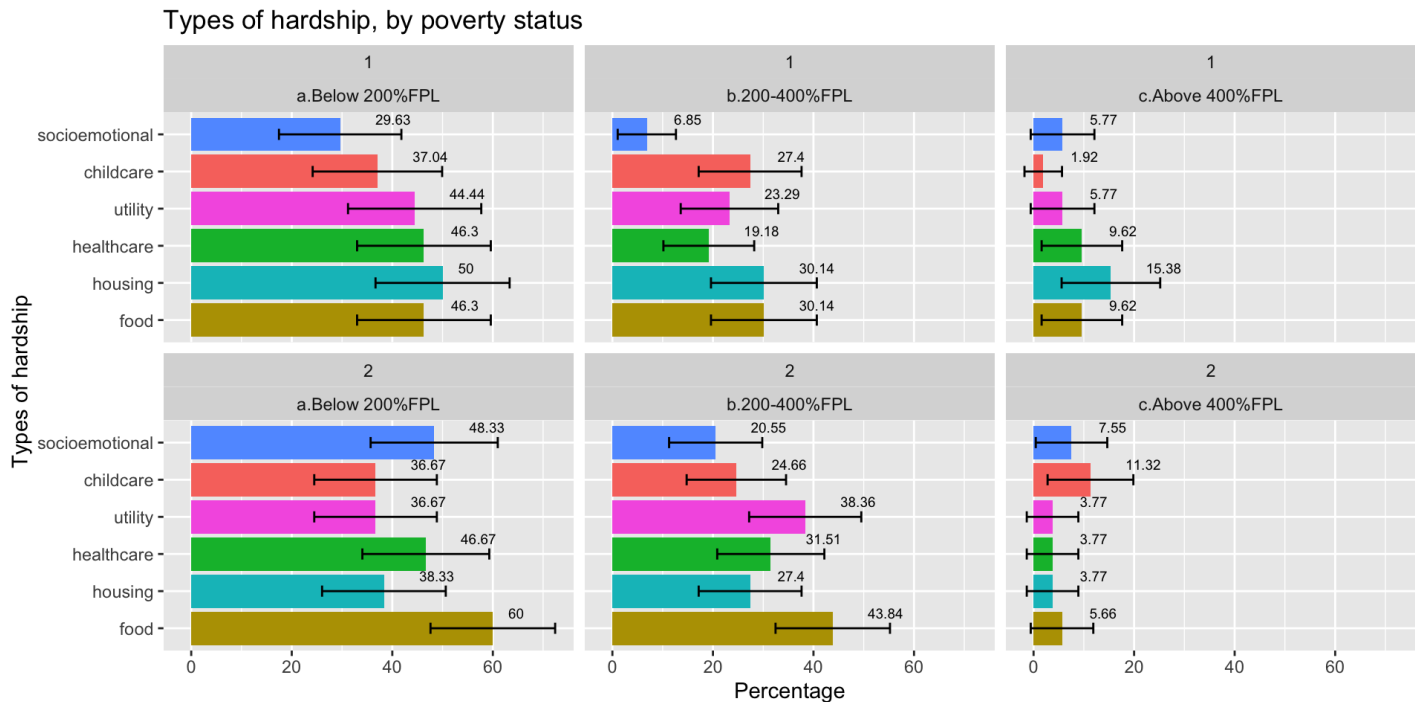 Types of hardship, by poverty status
1
1
1
a.Below 200%FPL
b.200-400%FPL
c.Above 400%FPL
socioemotional
29.63
6.85
5.77
childcare
37.04
27.4
1.92
utility
44.44
23.29
5.77
healthcare
46.3
19.18
9.62
housing
50
30.14
15.38
food
46.3
30.14
9.62
2
2
2
a.Below 200%FPL
b.200-400%FPL
c.Above 400%FPL
socioemotional
48.33
20.55
7.55
childcare
36.67
24.66
11.32
utility
36.67
38.36
3.77
healthcare
46.67
31.51
3.77
housing
38.33
27.4
3.77
food
60
43.84
5.66
0 20 40 60
0 20 40 60
0 20 40 60
Percentage
Types of hardship